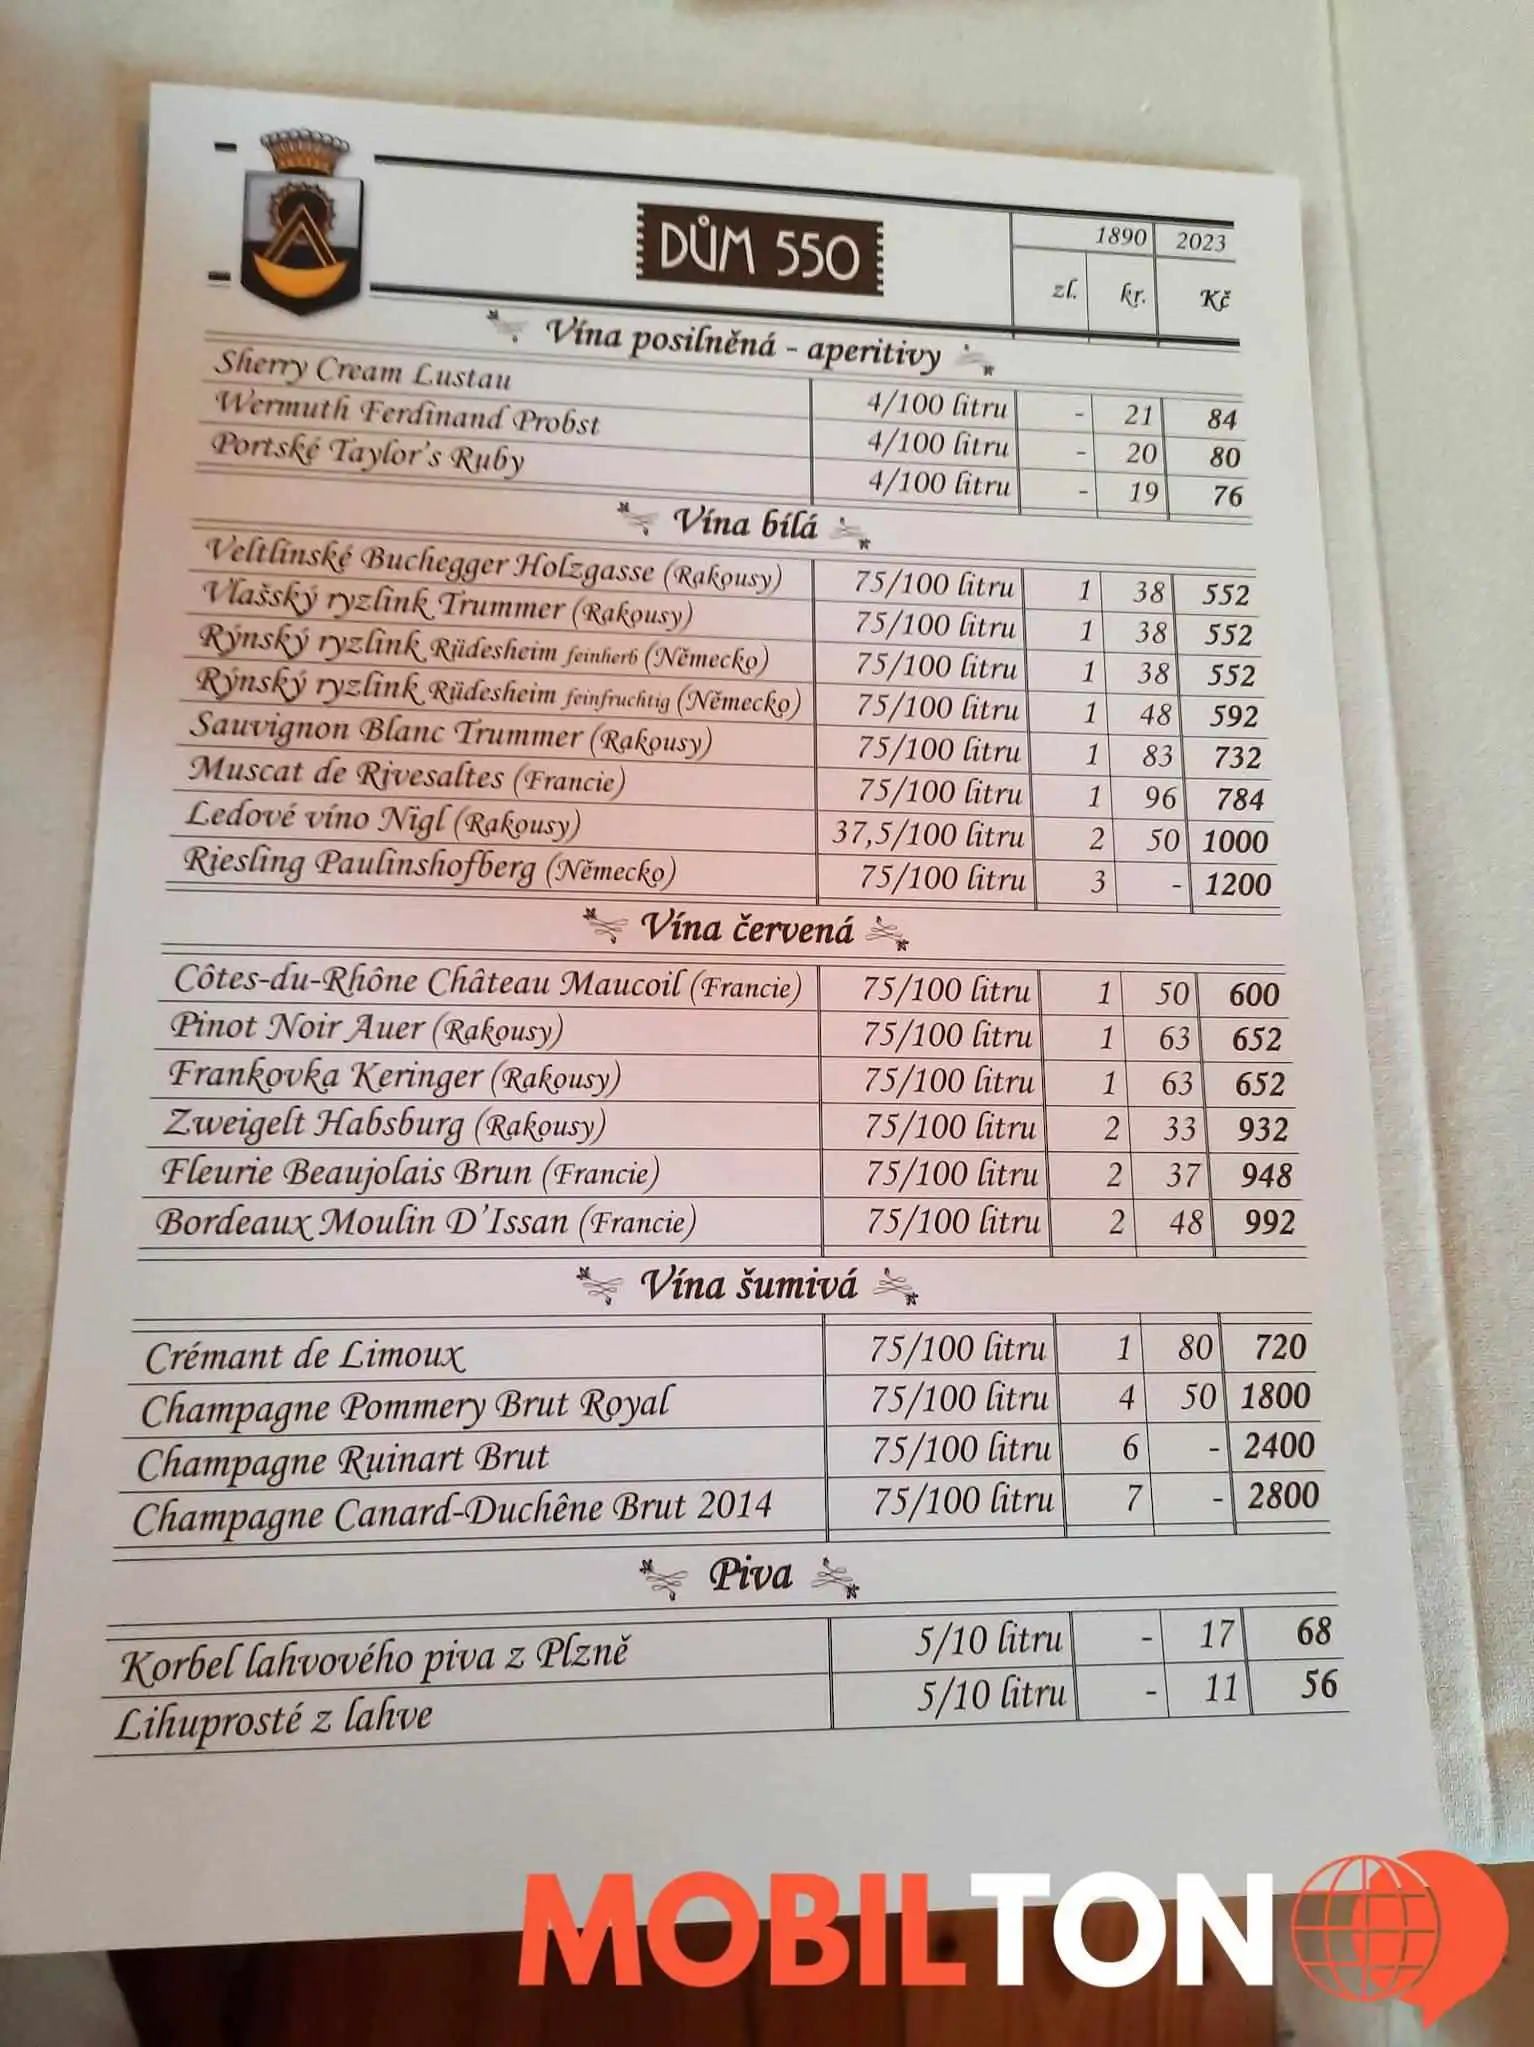 DŮM 550
1890 2023
zl. kr. Kč
Vína posilněná - aperitivy
Sherry Cream Lustau 4/100 litru - 21 84
Wermuth Ferdinand Probst 4/100 litru - 20 80
Portské Taylor's Ruby 4/100 litru - 19 76
Vína bílá
Veltlínské Buchegger Holzgasse (Rakousy) 75/100 litru 1 38 552
Vlašský ryzlink Trummer (Rakousy) 75/100 litru 1 38 552
Rýnský ryzlink Rüdesheim feinherb (Německo) 75/100 litru 1 38 552
Rýnský ryzlink Rüdesheim feinfruchtig (Německo) 75/100 litru 1 48 592
Sauvignon Blanc Trummer (Rakousy) 75/100 litru 1 83 732
Muscat de Rivesaltes (Francie) 75/100 litru 1 96 784
Ledové víno Nigl (Rakousy) 37,5/100 litru 2 50 1000
Riesling Paulinshofberg (Německo) 75/100 litru 3 - 1200
Vína červená
Côtes-du-Rhône Château Maucoil (Francie) 75/100 litru 1 50 600
Pinot Noir Auer (Rakousy) 75/100 litru 1 63 652
Frankovka Keringer (Rakousy) 75/100 litru 1 63 652
Zweigelt Habsburg (Rakousy) 75/100 litru 2 33 932
Fleurie Beaujolais Brun (Francie) 75/100 litru 2 37 948
Bordeaux Moulin D'Issan (Francie) 75/100 litru 2 48 992
Vína šumivá
Crémant de Limoux 75/100 litru 1 80 720
Champagne Pommery Brut Royal 75/100 litru 4 50 1800
Champagne Ruinart Brut 75/100 litru 6 - 2400
Champagne Canard-Duchêne Brut 2014 75/100 litru 7 - 2800
Piva
Korbel lahvového piva z Plzně 5/10 litru - 17 68
Lihuprosté z lahve 5/10 litru - 11 56
MOBILTON